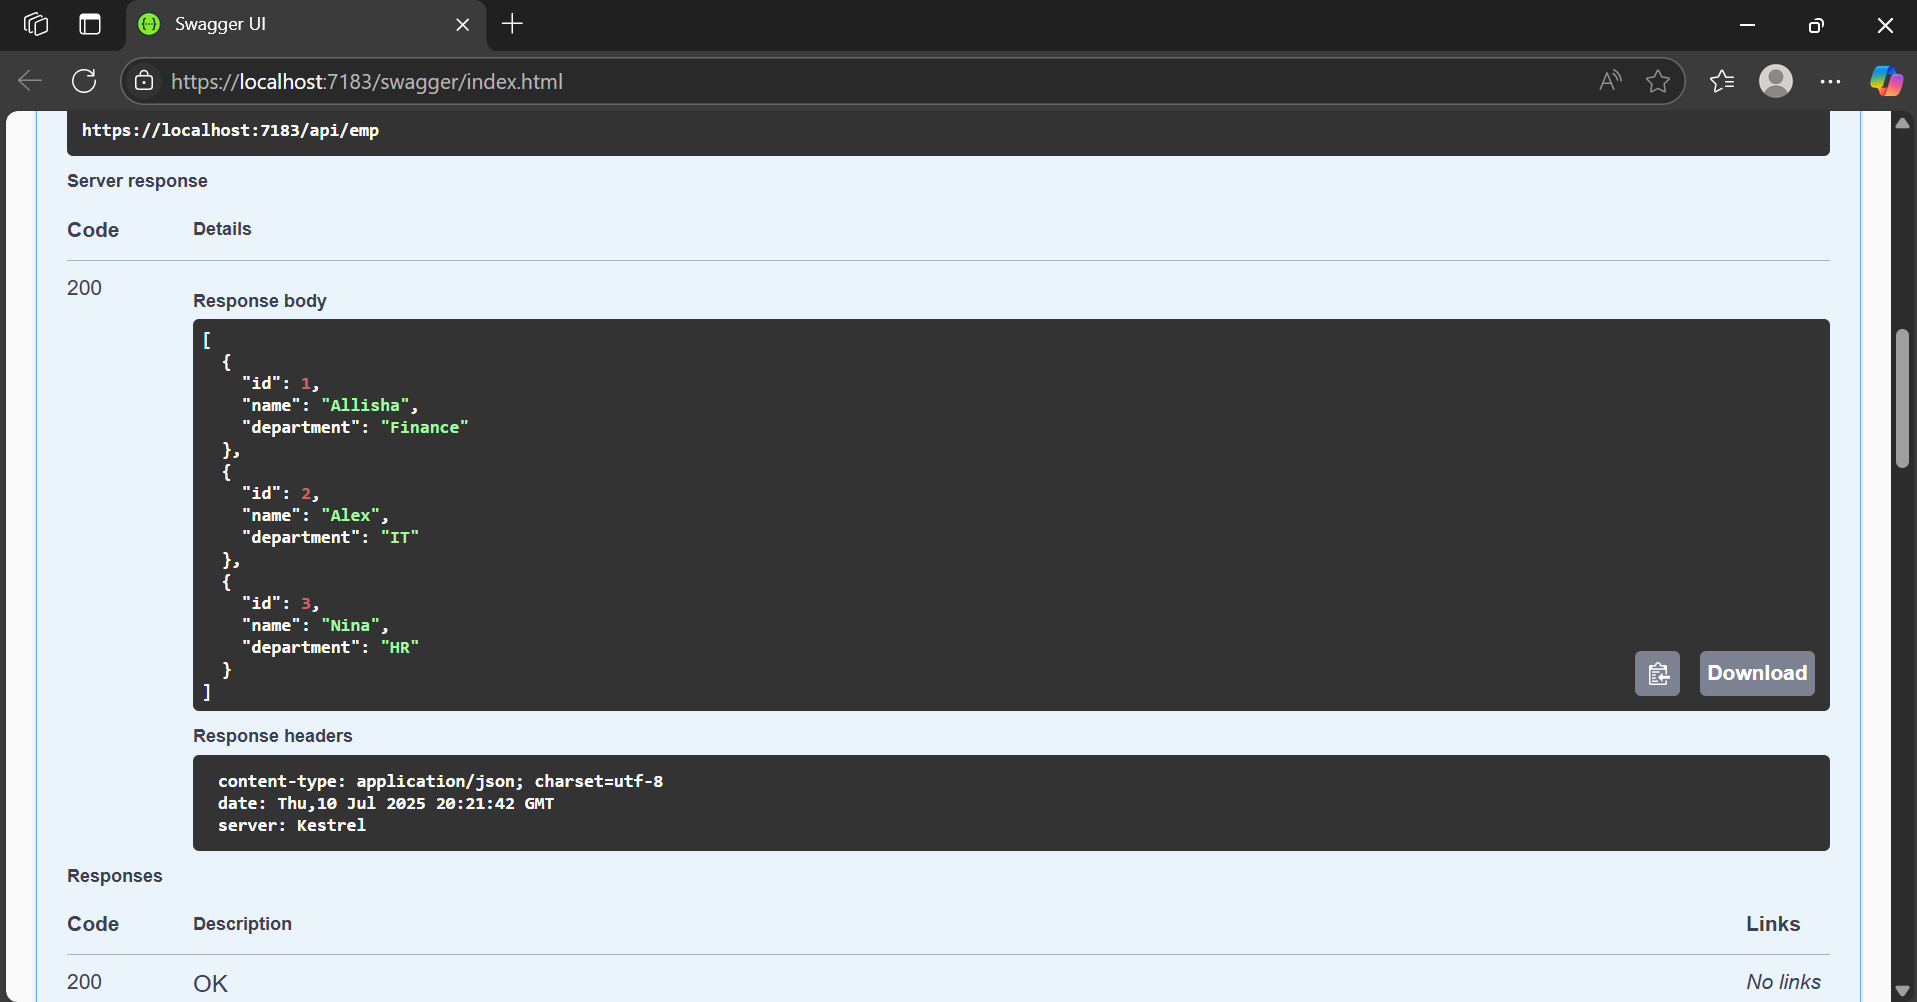 Swagger UI
https://localhost:7183/swagger/index.html
https://localhost:7183/api/emp
Server response
Code Details
200
Response body
[
  {
    "id": 1,
    "name": "Allisha",
    "department": "Finance"
  },
  {
    "id": 2,
    "name": "Alex",
    "department": "IT"
  },
  {
    "id": 3,
    "name": "Nina",
    "department": "HR"
  }
]
Download
Response headers
content-type: application/json; charset=utf-8
date: Thu,10 Jul 2025 20:21:42 GMT
server: Kestrel
Responses
Code Description Links
200 OK No links